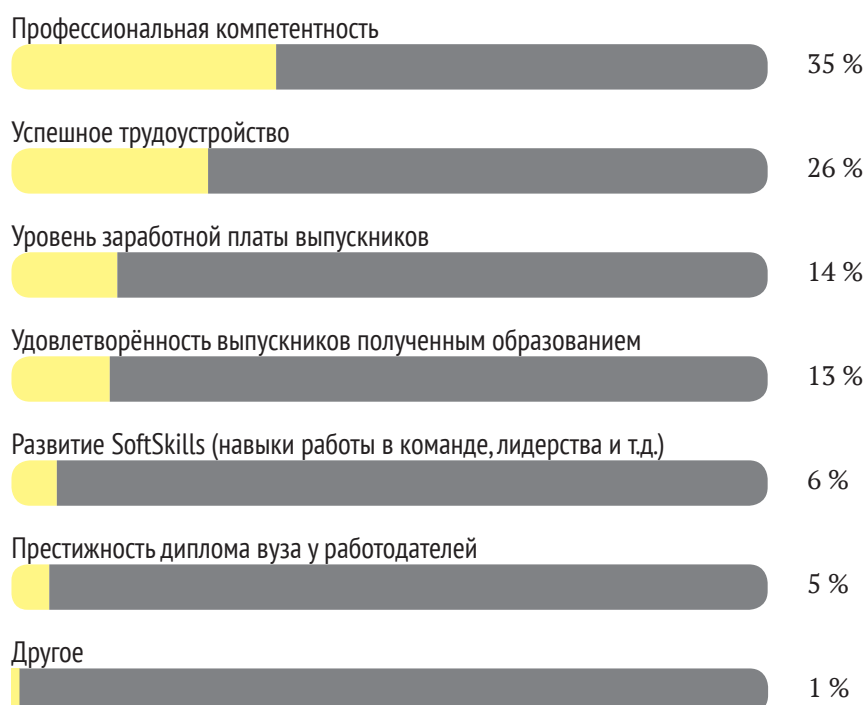 Профессиональная компетентность
35 %
Успешное трудоустройство
26 %
Уровень заработной платы выпускников
14 %
Удовлетворённость выпускников полученным образованием
13 %
Развитие SoftSkills (навыки работы в команде, лидерства и т.д.)
6 %
Престижность диплома вуза у работодателей
5 %
Другое
1 %